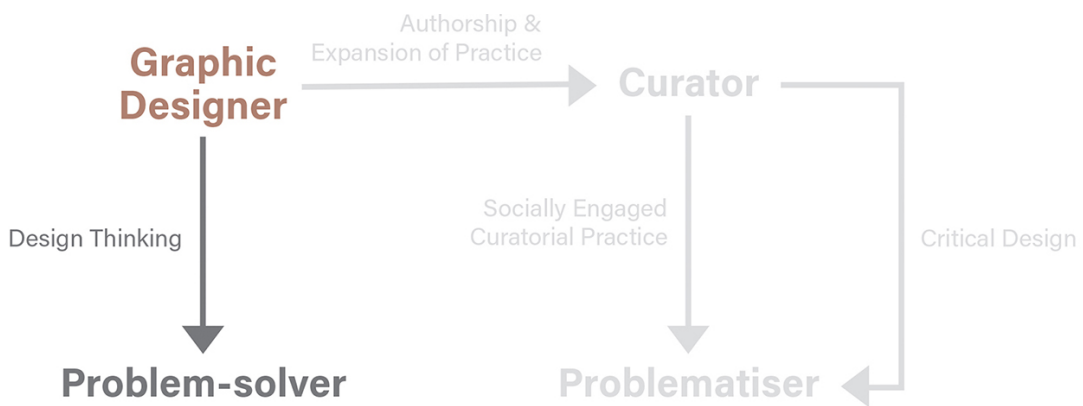 Authorship &
Expansion of Practice
Graphic
Designer
Curator
Design Thinking
Socially Engaged
Curatorial Practice
Critical Design
Problem-solver
Problematiser